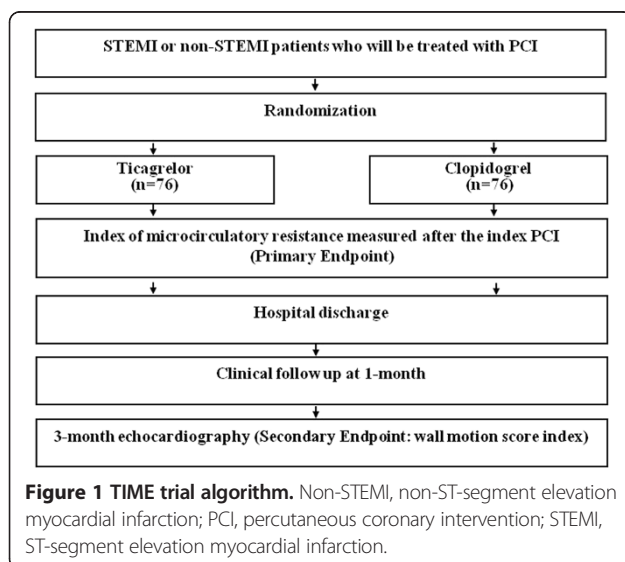 STEMI or non-STEMI patients who will be treated with PCI
Randomization
Ticagrelor
(n=76)
Clopidogrel
(n=76)
Index of microcirculatory resistance measured after the index PCI
(Primary Endpoint)
Hospital discharge
Clinical follow up at 1-month
3-month echocardiography (Secondary Endpoint: wall motion score index)
Figure 1 TIME trial algorithm. Non-STEMI, non-ST-segment elevation
myocardial infarction; PCI, percutaneous coronary intervention; STEMI,
ST-segment elevation myocardial infarction.